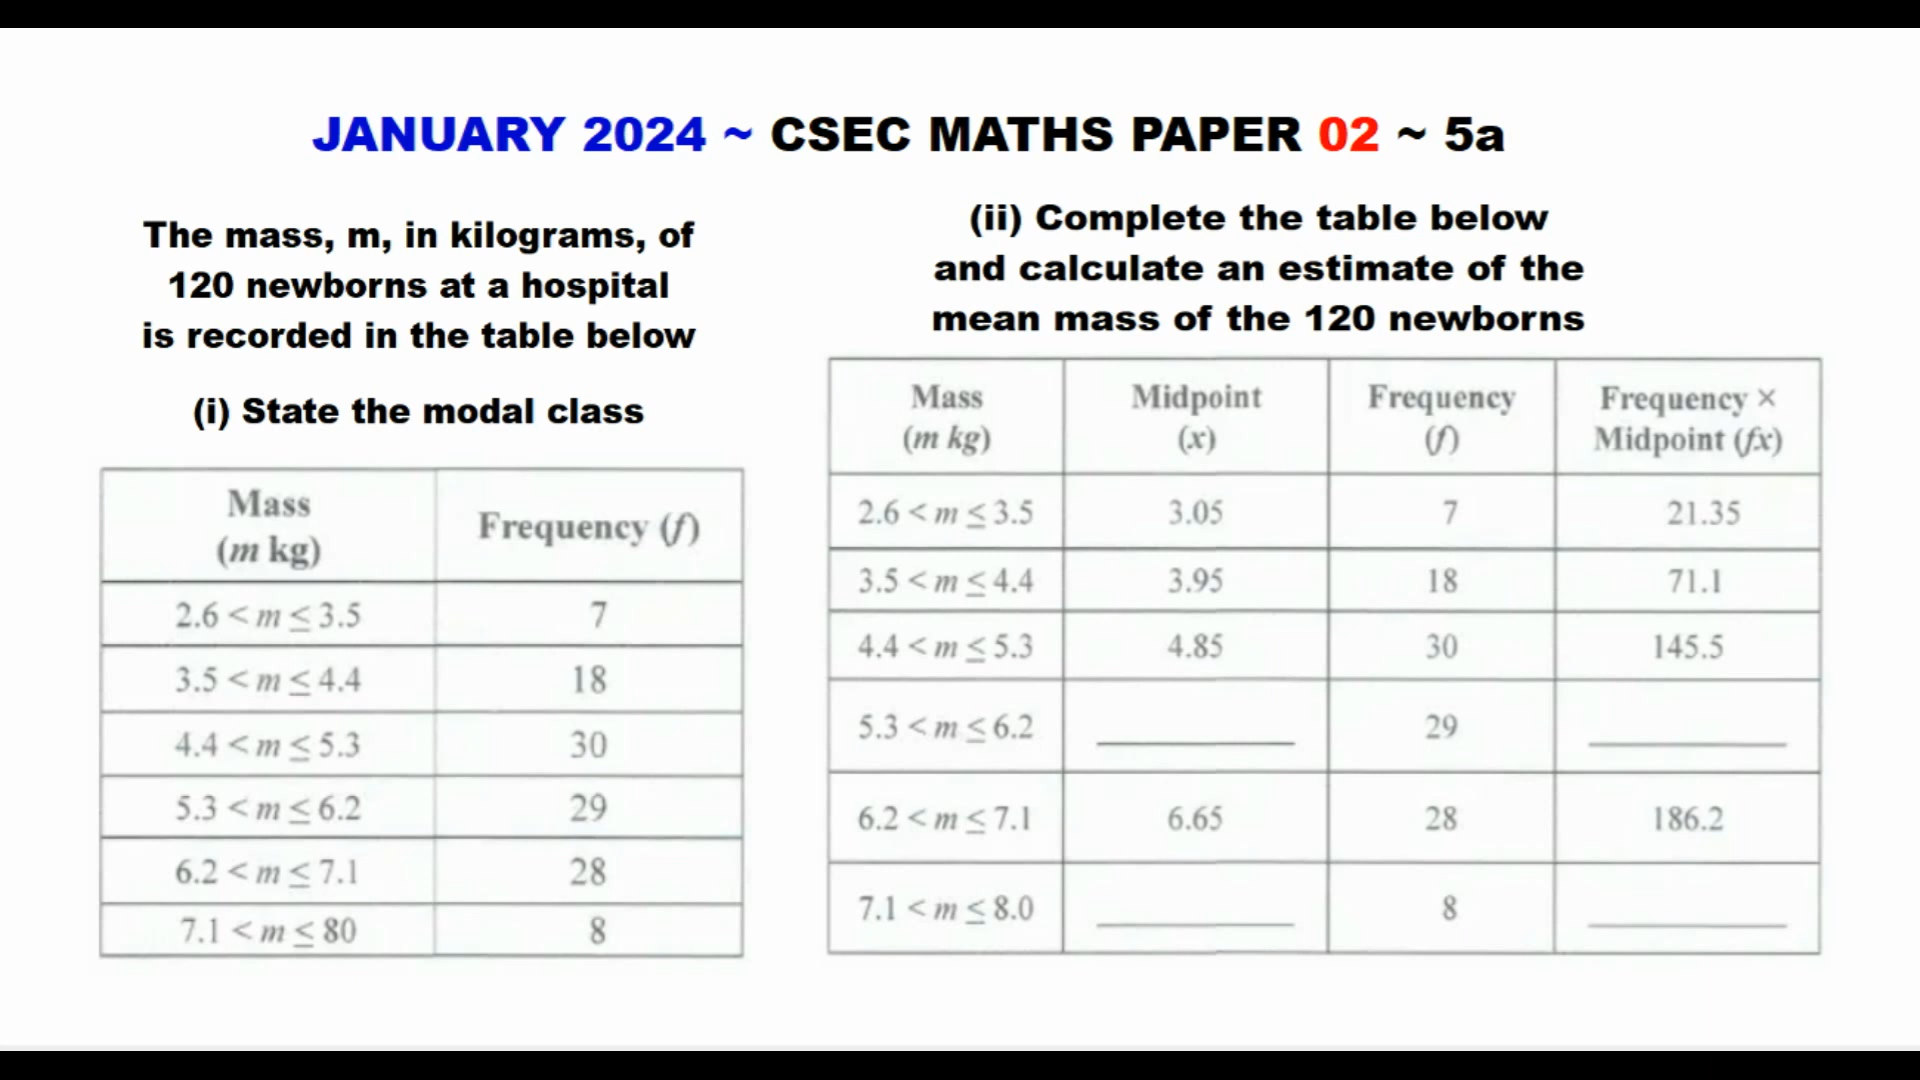 JANUARY 2024 ~ CSEC MATHS PAPER 02 ~ 5a
The mass, m, in kilograms, of
120 newborns at a hospital
is recorded in the table below
(i) State the modal class
Mass
(m kg)
Frequency (f)
2.6 < m ≤ 3.5 7
3.5 < m ≤ 4.4 18
4.4 < m ≤ 5.3 30
5.3 < m ≤ 6.2 29
6.2 < m ≤ 7.1 28
7.1 < m ≤ 80 8
(ii) Complete the table below
and calculate an estimate of the
mean mass of the 120 newborns
Mass
(m kg)
Midpoint
(x)
Frequency
(f)
Frequency ×
Midpoint (fx)
2.6 < m ≤ 3.5 3.05 7 21.35
3.5 < m ≤ 4.4 3.95 18 71.1
4.4 < m ≤ 5.3 4.85 30 145.5
5.3 < m ≤ 6.2 ______ 29 ______
6.2 < m ≤ 7.1 6.65 28 186.2
7.1 < m ≤ 8.0 ______ 8 ______